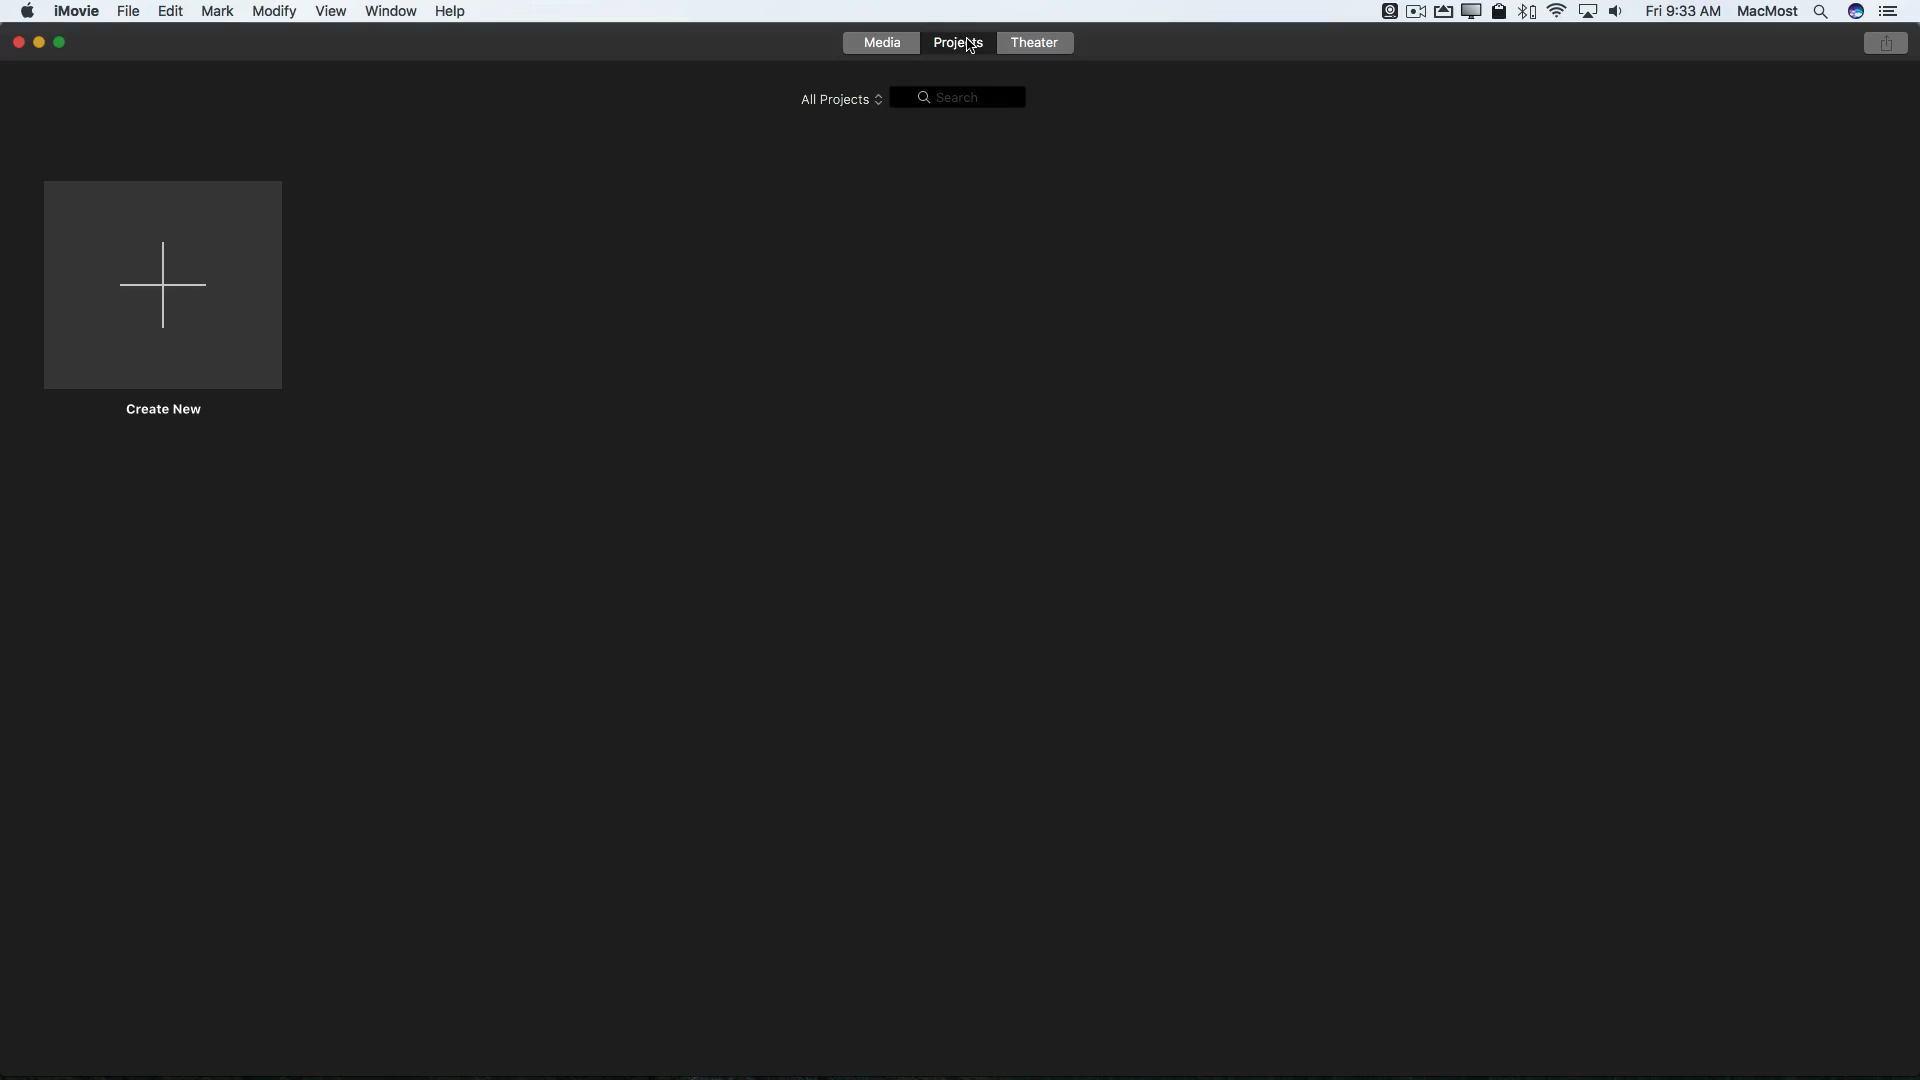 iMovie File Edit Mark Modify View Window Help Fri 9:33 AM MacMost
Media Projects Theater
All Projects Search
Create New